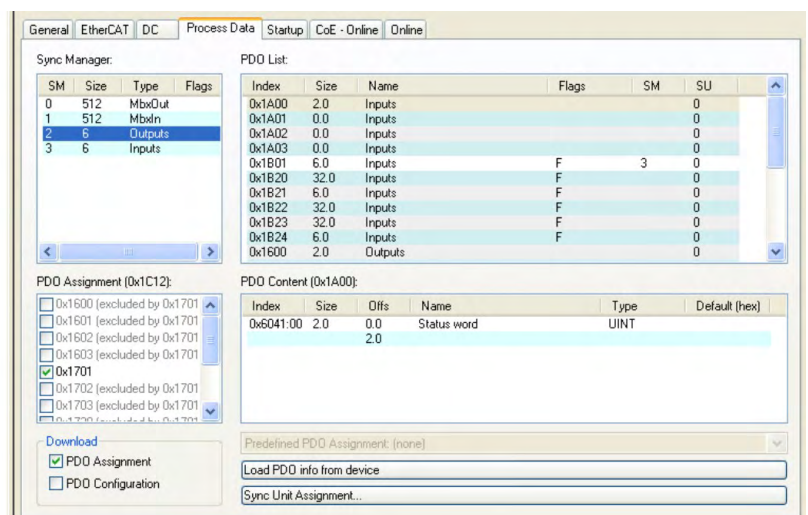 General EtherCAT DC Process Data Startup CoE - Online Online
Sync Manager:
SM Size Type Flags
0 512 MbxOut
1 512 MbxIn
2 6 Outputs
3 6 Inputs
PDO List:
Index Size Name Flags SM SU
0x1A00 2.0 Inputs 0
0x1A01 0.0 Inputs 0
0x1A02 0.0 Inputs 0
0x1A03 0.0 Inputs 0
0x1B01 6.0 Inputs F 3 0
0x1B20 32.0 Inputs F 0
0x1B21 6.0 Inputs F 0
0x1B22 32.0 Inputs F 0
0x1B23 32.0 Inputs F 0
0x1B24 6.0 Inputs F 0
0x1600 2.0 Outputs 0
PDO Assignment (0x1C12):
0x1600 (excluded by 0x1701
0x1601 (excluded by 0x1701
0x1602 (excluded by 0x1701
0x1603 (excluded by 0x1701
0x1701
0x1702 (excluded by 0x1701
0x1703 (excluded by 0x1701
PDO Content (0x1A00):
Index Size Offs Name Type Default (hex)
0x6041:00 2.0 0.0 Status word UINT
2.0
Download
PDO Assignment
PDO Configuration
Predefined PDO Assignment: (none)
Load PDO info from device
Sync Unit Assignment...